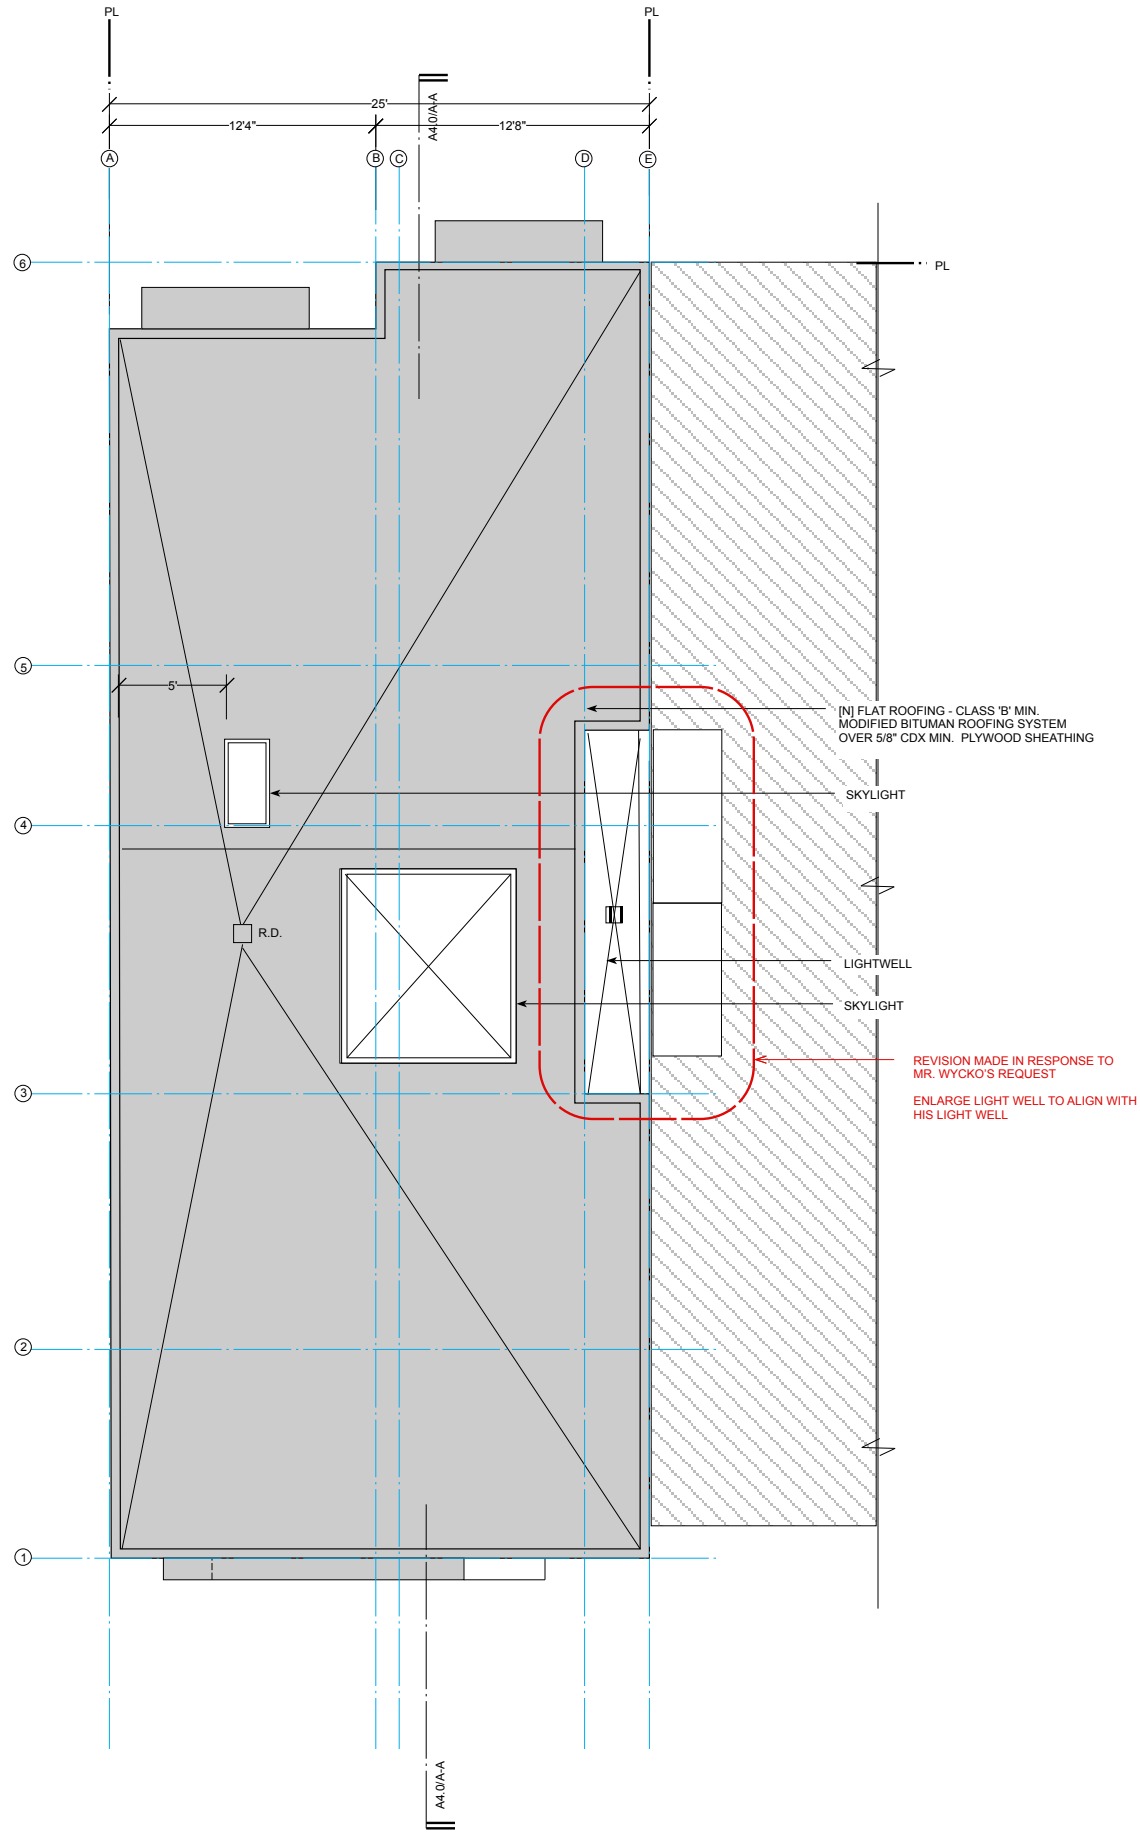 PL
PL
25'
12'4"
12'8"
A4.0/A-A
A
B
C
D
E
6
PL
5
5'
[N] FLAT ROOFING - CLASS 'B' MIN.
MODIFIED BITUMAN ROOFING SYSTEM
OVER 5/8" CDX MIN. PLYWOOD SHEATHING
SKYLIGHT
4
R.D.
LIGHTWELL
SKYLIGHT
REVISION MADE IN RESPONSE TO
MR. WYCKO'S REQUEST
ENLARGE LIGHT WELL TO ALIGN WITH
HIS LIGHT WELL
3
2
1
A4.0/A-A